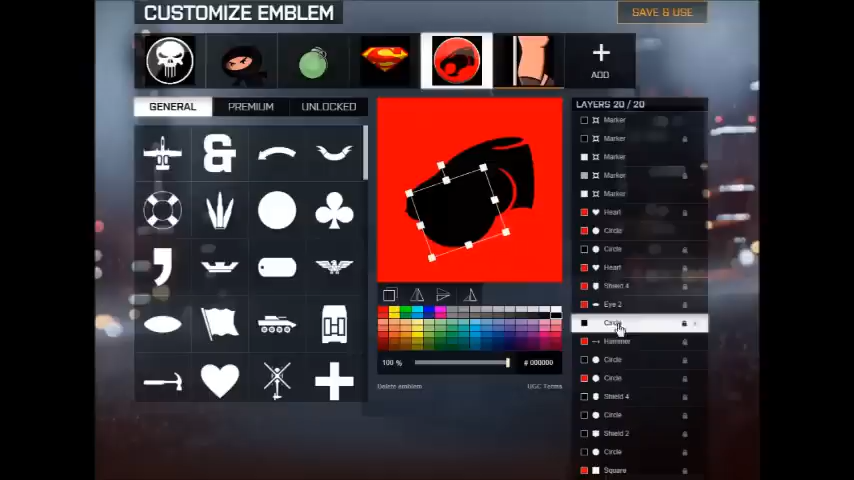 CUSTOMIZE EMBLEM
SAVE & USE
ADD
GENERAL
PREMIUM
UNLOCKED
LAYERS 20 / 20
Marker
Marker
Marker
Marker
Marker
Heart
Circle
Circle
Heart
Shield 4
Eye 2
Circle
Hammer
Circle
Circle
Shield 4
Circle
Shield 2
Circle
Square
100 %
# 000000
Delete emblem
UGC Terms